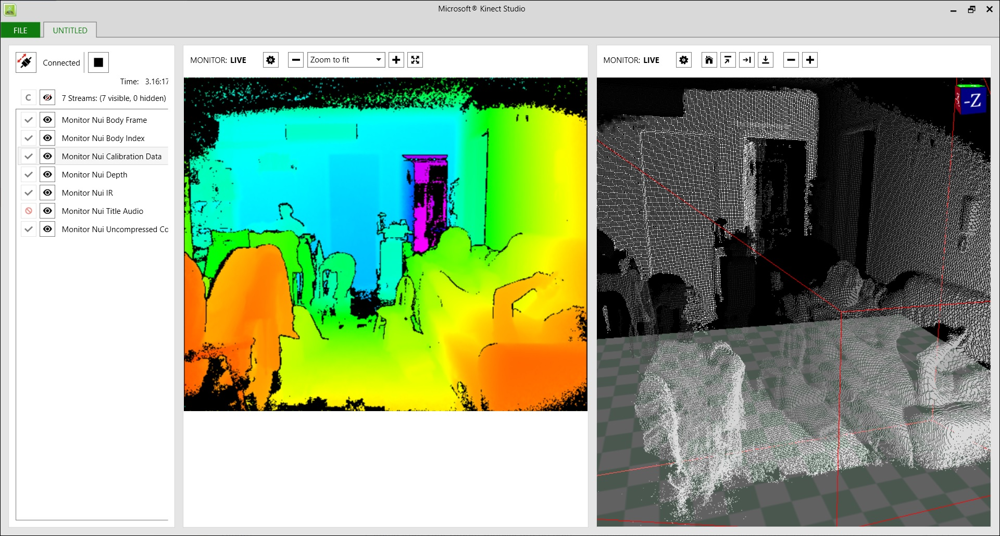 Microsoft® Kinect Studio
FILE
UNTITLED
Connected
Time: 3.16:17
C
7 Streams: (7 visible, 0 hidden)
Monitor Nui Body Frame
Monitor Nui Body Index
Monitor Nui Calibration Data
Monitor Nui Depth
Monitor Nui IR
Monitor Nui Title Audio
Monitor Nui Uncompressed Co
MONITOR: LIVE
Zoom to fit
MONITOR: LIVE
-Z